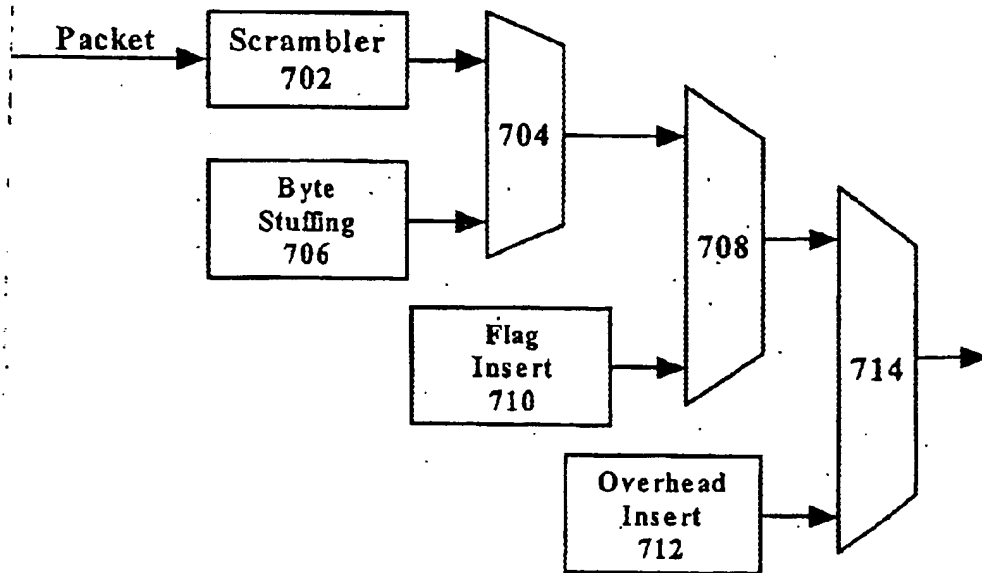 Packet
Scrambler
702
704
Byte
Stuffing
706
708
Flag
Insert
710
714
Overhead
Insert
712